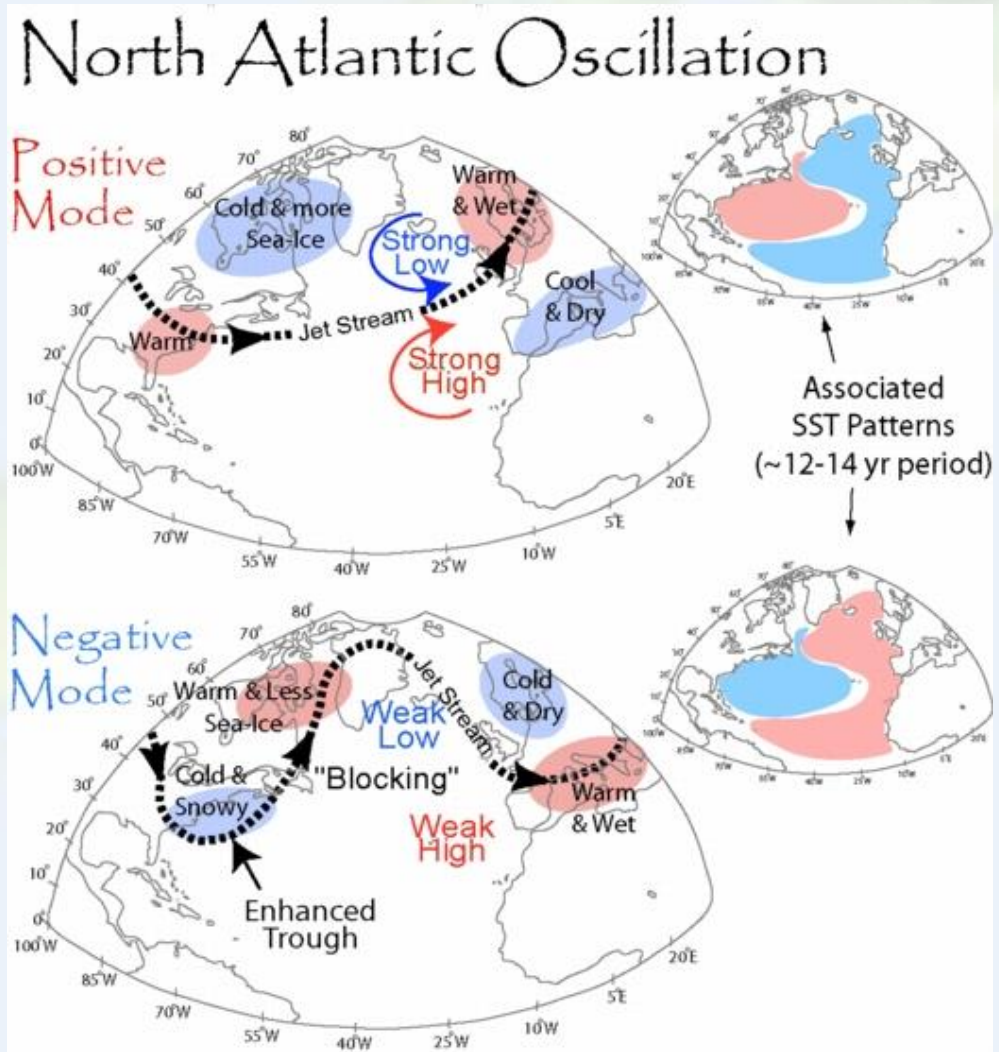 North Atlantic Oscillation
Positive
Mode
80°
70°
60°
50°
40°
30°
20°
10°
0°
100°W
85°W
70°W
55°W
40°W
25°W
10°W
5°E
20°E
Cold & more
Sea-Ice
Warm
& Wet
Strong
Low
Cool
& Dry
Warm
Jet Stream
Strong
High
Associated
SST Patterns
(~12-14 yr period)
Negative
Mode
80°
70°
60°
50°
40°
30°
20°
10°
0°
100°W
85°W
70°W
55°W
40°W
25°W
10°W
5°E
20°E
Warm & Less
Sea-Ice
Jet Stream
Cold
& Dry
Weak
Low
Cold &
Snowy
"Blocking"
Warm
& Wet
Weak
High
Enhanced
Trough